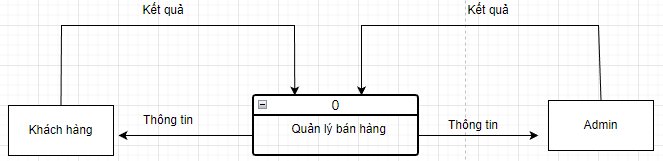 Kết quả
Kết quả
0
Thông tin
Quản lý bán hàng
Thông tin
Khách hàng
Admin